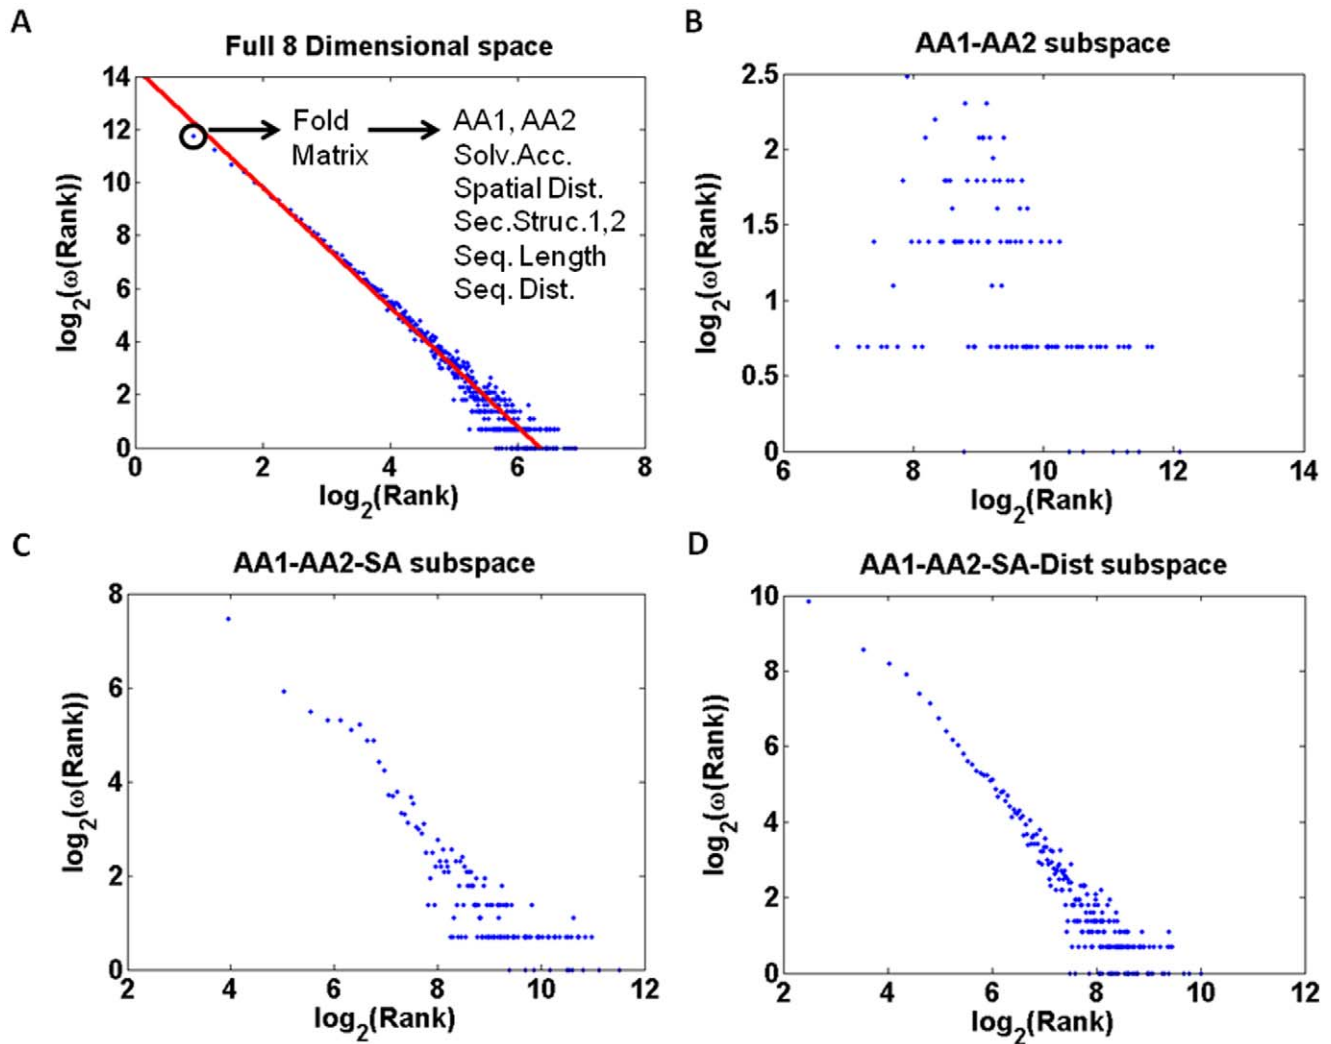 A
Full 8 Dimensional space
14
12
10
8
6
4
2
0
0 2 4 6 8
log2(ω(Rank))
log2(Rank)
Fold
Matrix
AA1, AA2
Solv.Acc.
Spatial Dist.
Sec.Struc.1,2
Seq. Length
Seq. Dist.
B
AA1-AA2 subspace
2.5
2
1.5
1
0.5
0
6 8 10 12 14
log2(ω(Rank))
log2(Rank)
C
AA1-AA2-SA subspace
8
6
4
2
0
2 4 6 8 10 12
log2(ω(Rank))
log2(Rank)
D
AA1-AA2-SA-Dist subspace
10
8
6
4
2
0
2 4 6 8 10 12
log2(ω(Rank))
log2(Rank)